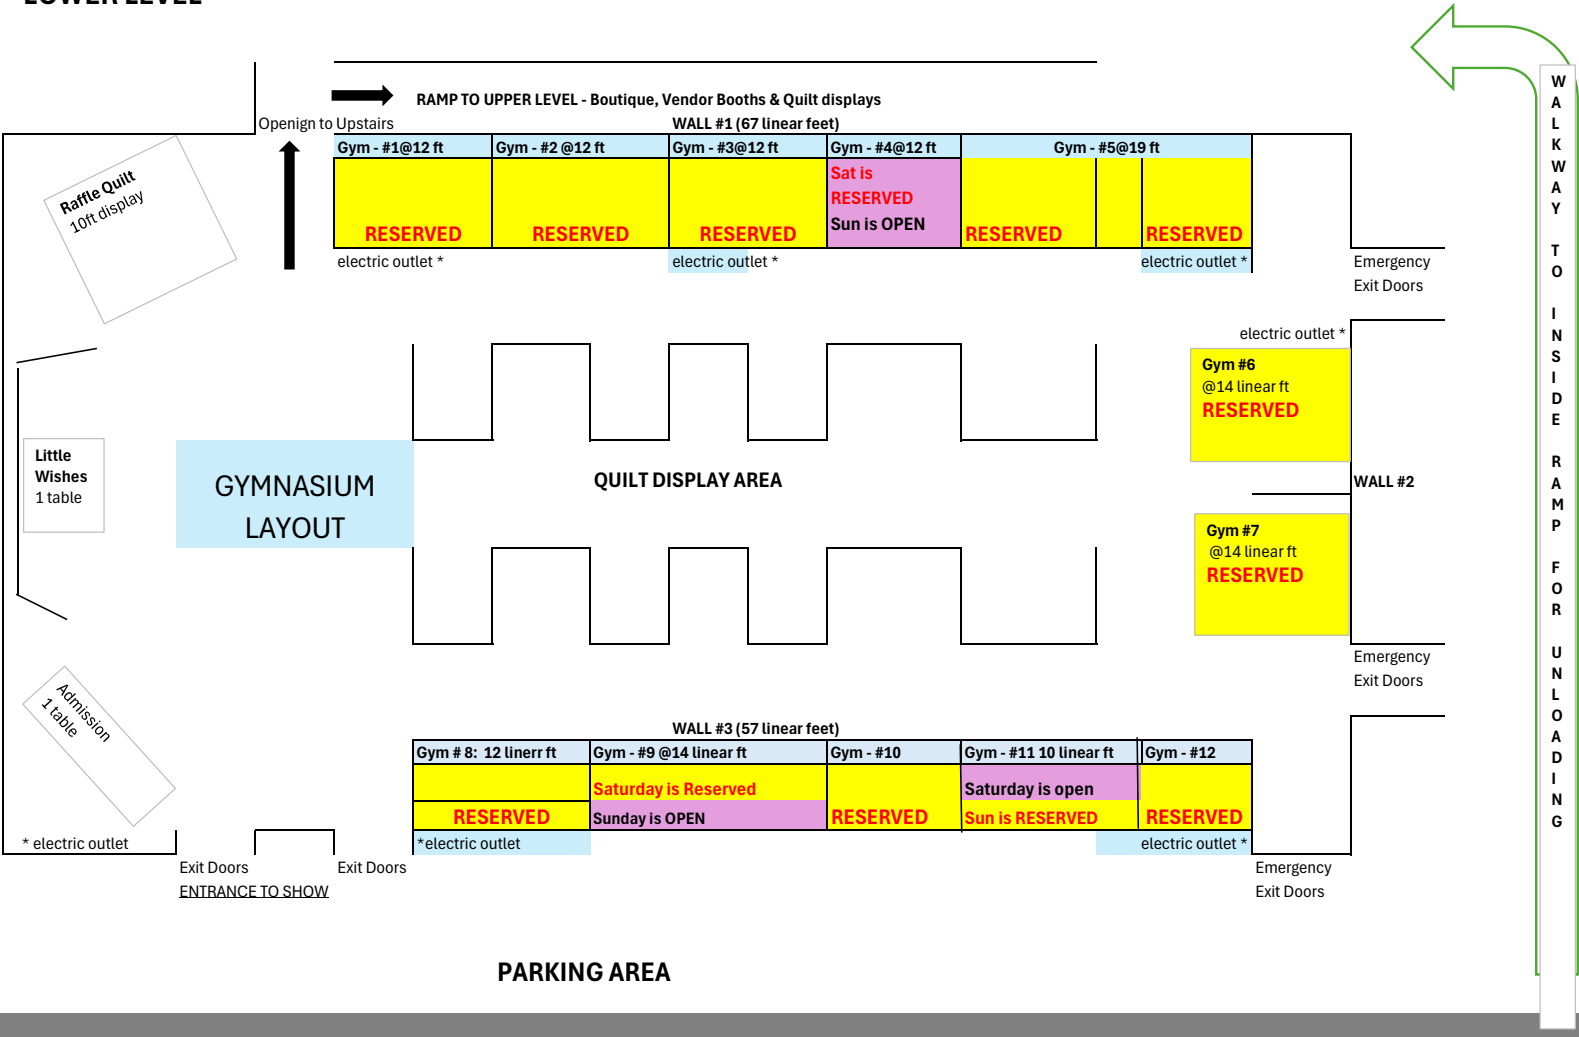 LOWER LEVEL
RAMP TO UPPER LEVEL - Boutique, Vendor Booths & Quilt displays
Openign to Upstairs
WALL #1 (67 linear feet)
Gym - #1@12 ft
Gym - #2 @12 ft
Gym - #3@12 ft
Gym - #4@12 ft
Gym - #5@19 ft
RESERVED
RESERVED
RESERVED
Sat is
RESERVED
Sun is OPEN
RESERVED
RESERVED
electric outlet *
electric outlet *
electric outlet *
Raffle Quilt
10ft display
Emergency
Exit Doors
electric outlet *
Gym #6
@14 linear ft
RESERVED
Little
Wishes
1 table
GYMNASIUM
LAYOUT
QUILT DISPLAY AREA
WALL #2
Gym #7
@14 linear ft
RESERVED
Emergency
Exit Doors
Admission
1 table
WALL #3 (57 linear feet)
Gym # 8:  12 linerr ft
Gym - #9 @14 linear ft
Gym - #10
Gym - #11 10 linear ft
Gym - #12
RESERVED
Saturday is Reserved
Sunday is OPEN
RESERVED
Saturday is open
Sun is RESERVED
RESERVED
* electric outlet
*electric outlet
electric outlet *
Exit Doors
Exit Doors
ENTRANCE TO SHOW
Emergency
Exit Doors
PARKING AREA
WALKWAY TO INSIDE RAMP FOR UNLOADING